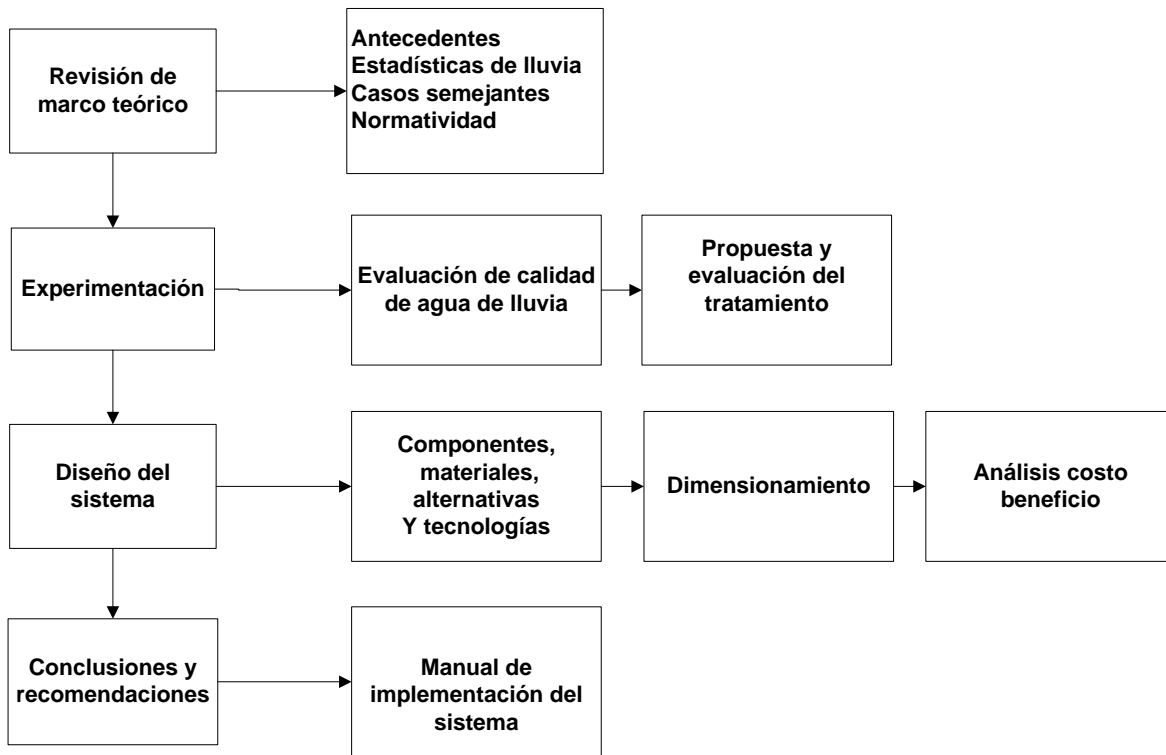 Revisión de
marco teórico
Antecedentes
Estadísticas de lluvia
Casos semejantes
Normatividad
Experimentación
Evaluación de calidad
de agua de lluvia
Propuesta y
evaluación del
tratamiento
Diseño del
sistema
Componentes,
materiales,
alternativas
Y tecnologías
Dimensionamiento
Análisis costo
beneficio
Conclusiones y
recomendaciones
Manual de
implementación del
sistema